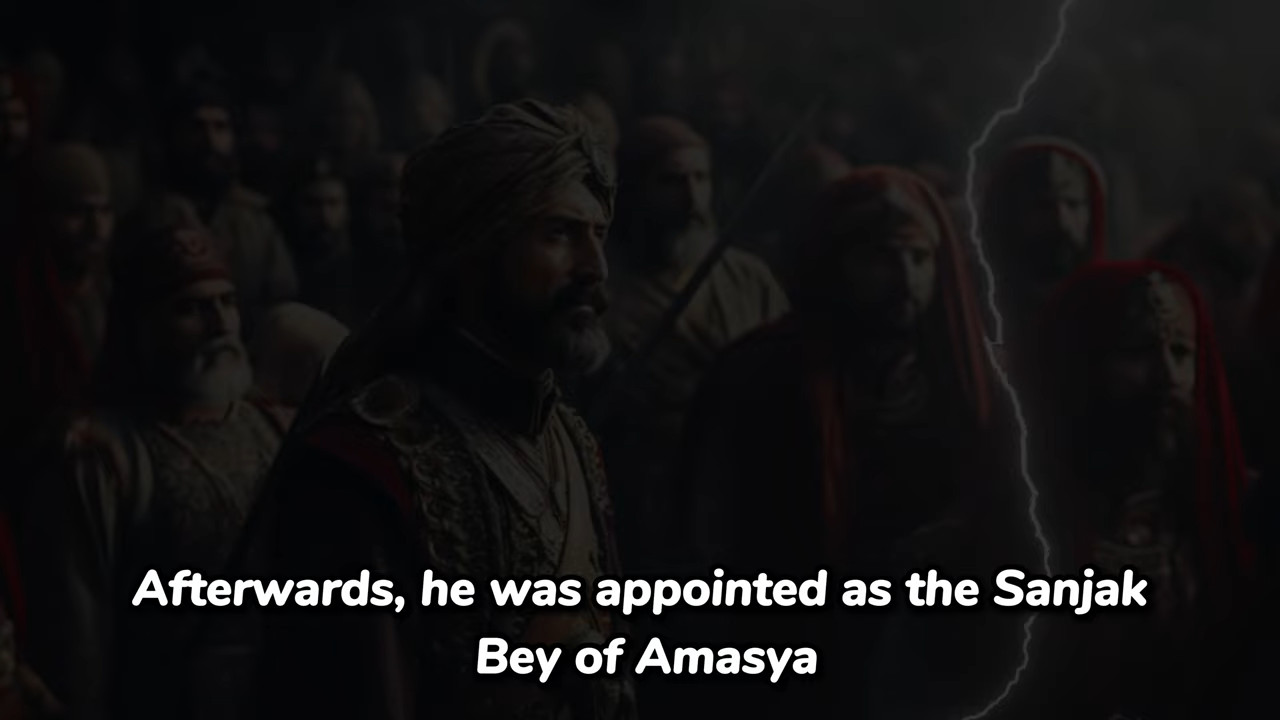 Afterwards, he was appointed as the Sanjak
Bey of Amasya